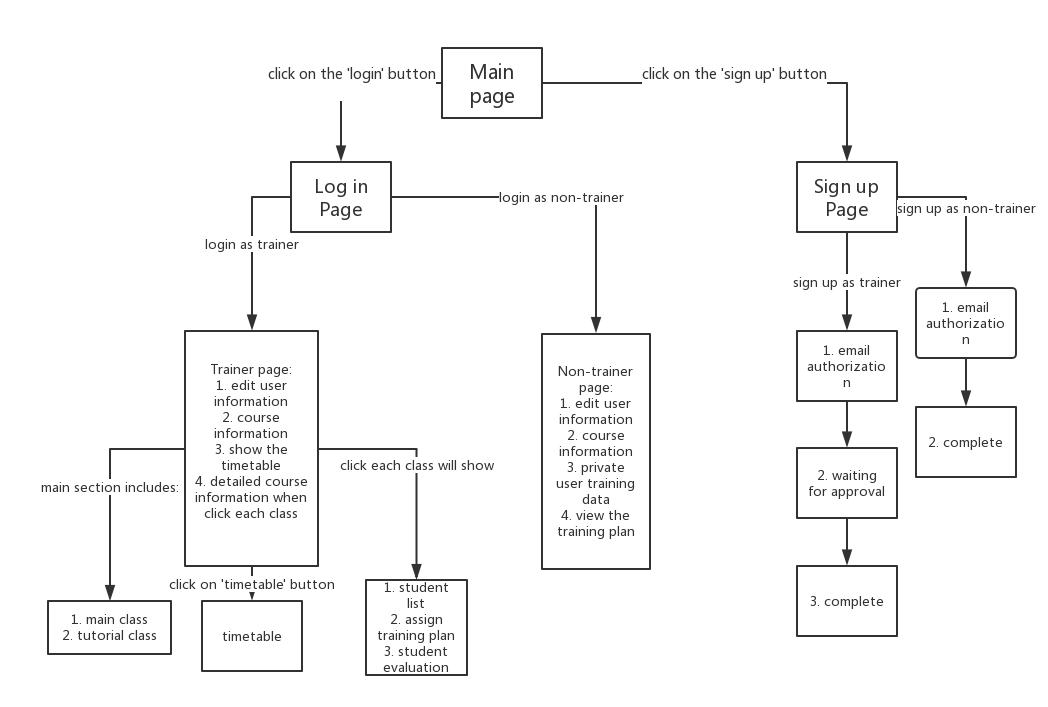 click on the 'login' button
Main
page
click on the 'sign up' button
Log in
Page
Sign up
Page
login as trainer
login as non-trainer
sign up as trainer
sign up as non-trainer
Trainer page:
1. edit user
information
2. course
information
3. show the
timetable
4. detailed course
information when
click each class
Non-trainer
page:
1. edit user
information
2. course
information
3. private
user training
data
4. view the
training plan
1. email
authorizatio
n
1. email
authorizatio
n
2. waiting
for approval
3. complete
2. complete
main section includes:
click on 'timetable' button
click each class will show
1. main class
2. tutorial class
timetable
1. student
list
2. assign
training plan
3. student
evaluation